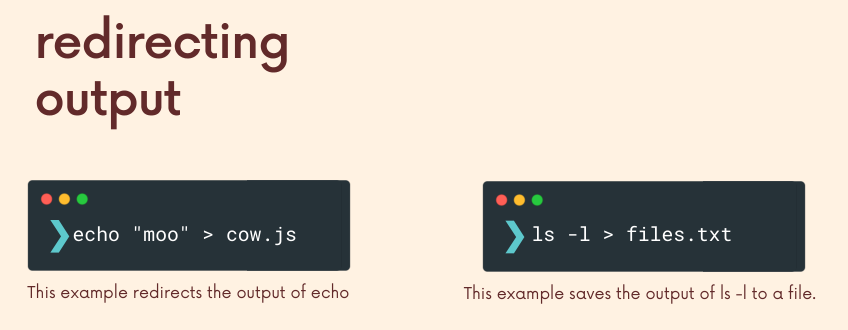 redirecting
output
❯echo "moo" > cow.js
This example redirects the output of echo
❯ls -l > files.txt
This example saves the output of ls -l to a file.